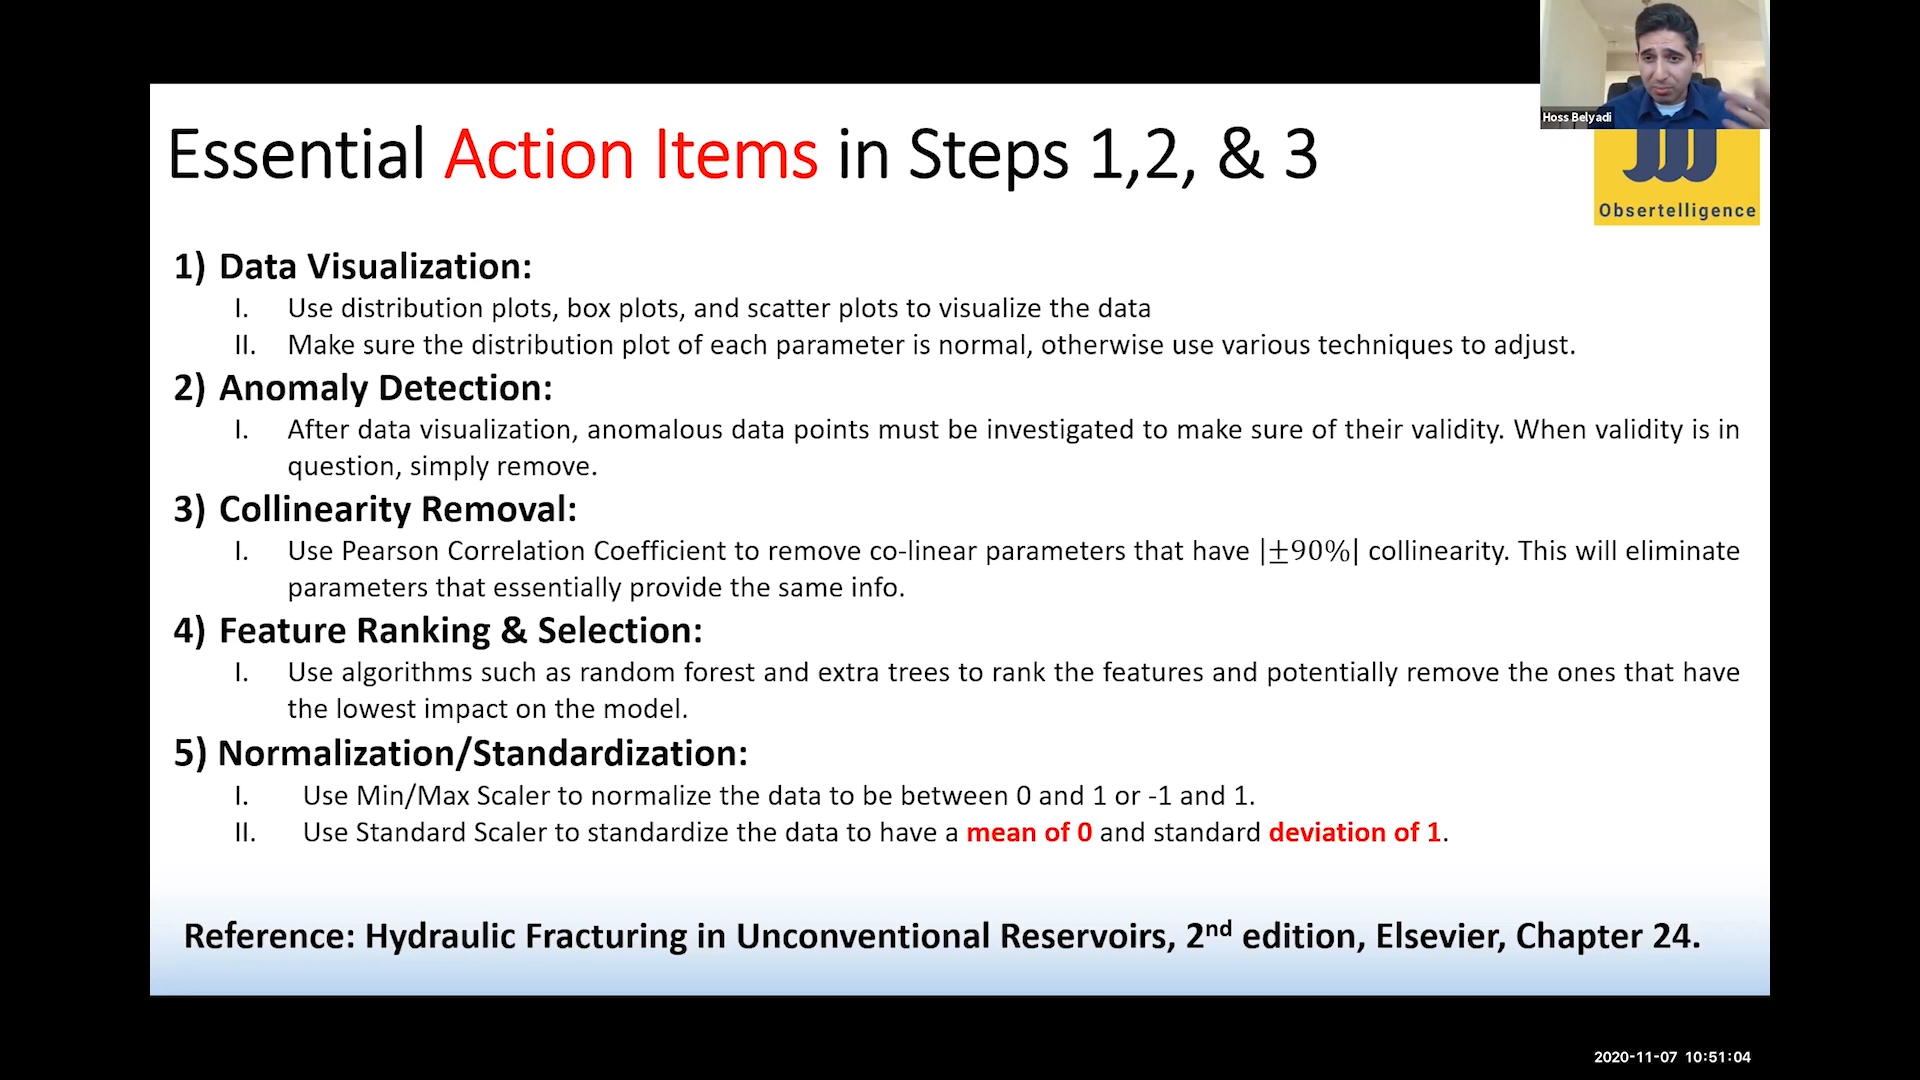 Hoss Belyadi
Essential Action Items in Steps 1,2, & 3
Obsertelligence
1) Data Visualization:
I. Use distribution plots, box plots, and scatter plots to visualize the data
II. Make sure the distribution plot of each parameter is normal, otherwise use various techniques to adjust.
2) Anomaly Detection:
I. After data visualization, anomalous data points must be investigated to make sure of their validity. When validity is in
question, simply remove.
3) Collinearity Removal:
I. Use Pearson Correlation Coefficient to remove co-linear parameters that have |±90%| collinearity. This will eliminate
parameters that essentially provide the same info.
4) Feature Ranking & Selection:
I. Use algorithms such as random forest and extra trees to rank the features and potentially remove the ones that have
the lowest impact on the model.
5) Normalization/Standardization:
I. Use Min/Max Scaler to normalize the data to be between 0 and 1 or -1 and 1.
II. Use Standard Scaler to standardize the data to have a mean of 0 and standard deviation of 1.
Reference: Hydraulic Fracturing in Unconventional Reservoirs, 2nd edition, Elsevier, Chapter 24.
2020-11-07 10:51:04